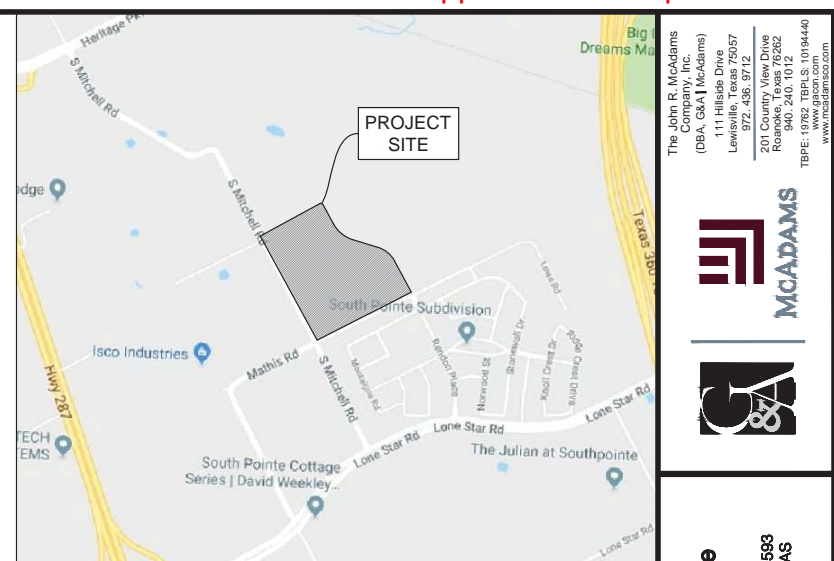 Heritage
S Mitchell Rd
Big
Dreams Ma
PROJECT
SITE
dge
S Mitchell Rd
Texas 360
South Pointe Subdivision
Lowe Rd
Isco Industries
Mathis Rd
S Mitchell Rd
Rendon Place
Norwood St
Stonewall Dr
Knoll Crest Dr
Ridge Crest Drive
Hwy 287
Lone Star Rd
Lone Star Rd
Lone Star Rd
TECH
EMS
The Julian at Southpointe
South Pointe Cottage
Series | David Weekley...
Lone Star Rd
The John R. McAdams
Company, Inc.
(DBA, G&A | McAdams)
111 Hillside Drive
Lewisville, Texas 75057
972. 436. 9712
201 Country View Drive
Roanoke, Texas 76262
940. 240. 1012
TBPE: 19762 TBPLS: 10194440
www.gacon.com
www.mcadamsco.com
McADAMS
G&A
e
593
AS